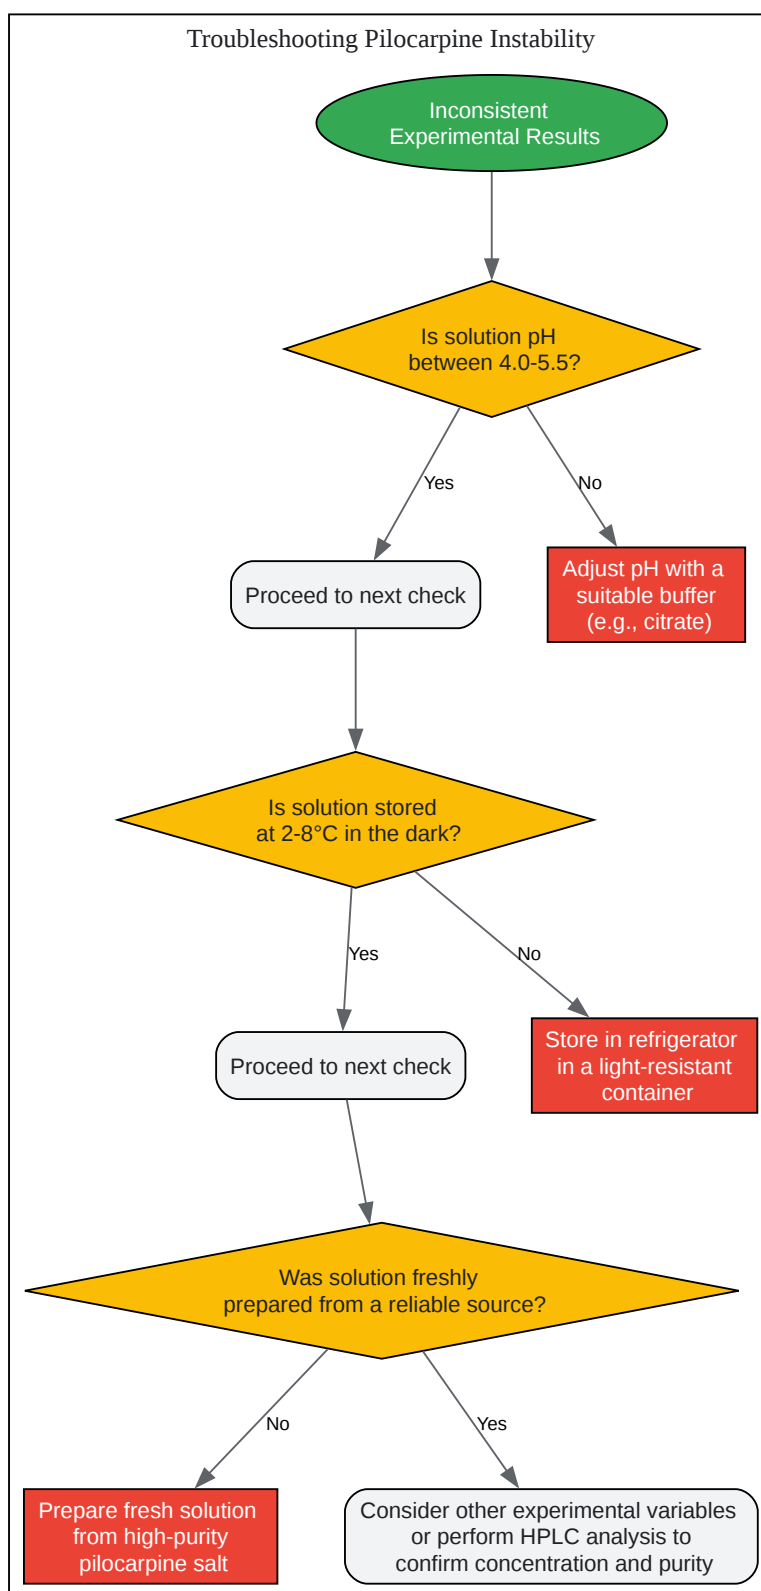 Troubleshooting Pilocarpine Instability
Inconsistent
Experimental Results
Is solution pH
between 4.0-5.5?
Yes
No
Proceed to next check
Adjust pH with a
suitable buffer
(e.g., citrate)
Is solution stored
at 2-8°C in the dark?
Yes
No
Proceed to next check
Store in refrigerator
in a light-resistant
container
Was solution freshly
prepared from a reliable source?
No
Yes
Prepare fresh solution
from high-purity
pilocarpine salt
Consider other experimental variables
or perform HPLC analysis to
confirm concentration and purity